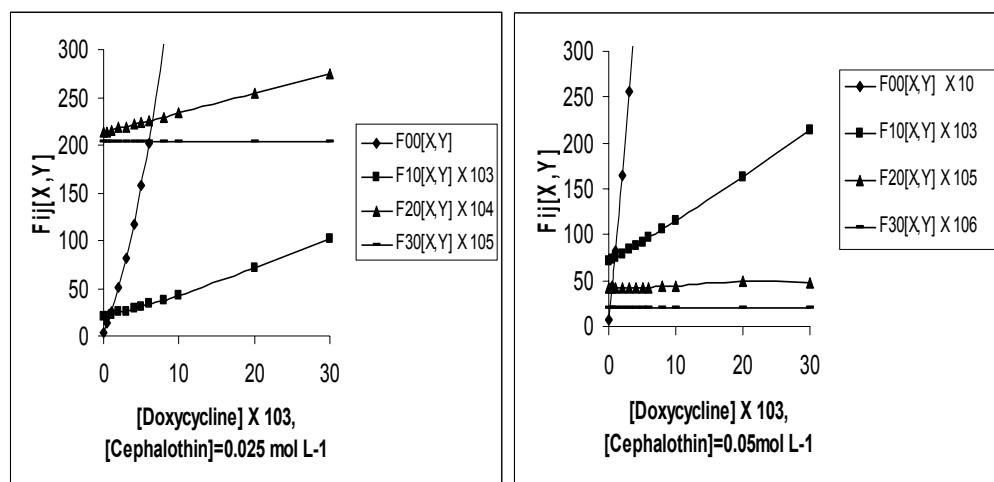 300
250
200
150
100
50
0
Fij[X,Y]
0 10 20 30
[Doxycycline] X 103,
[Cephalothin]=0.025 mol L-1
F00[X,Y]
F10[X,Y] X 103
F20[X,Y] X 104
F30[X,Y] X 105
300
250
200
150
100
50
0
Fij[X,Y]
0 10 20 30
[Doxycycline] X 103,
[Cephalothin]=0.05mol L-1
F00[X,Y] X 10
F10[X,Y] X 103
F20[X,Y] X 105
F30[X,Y] X 106